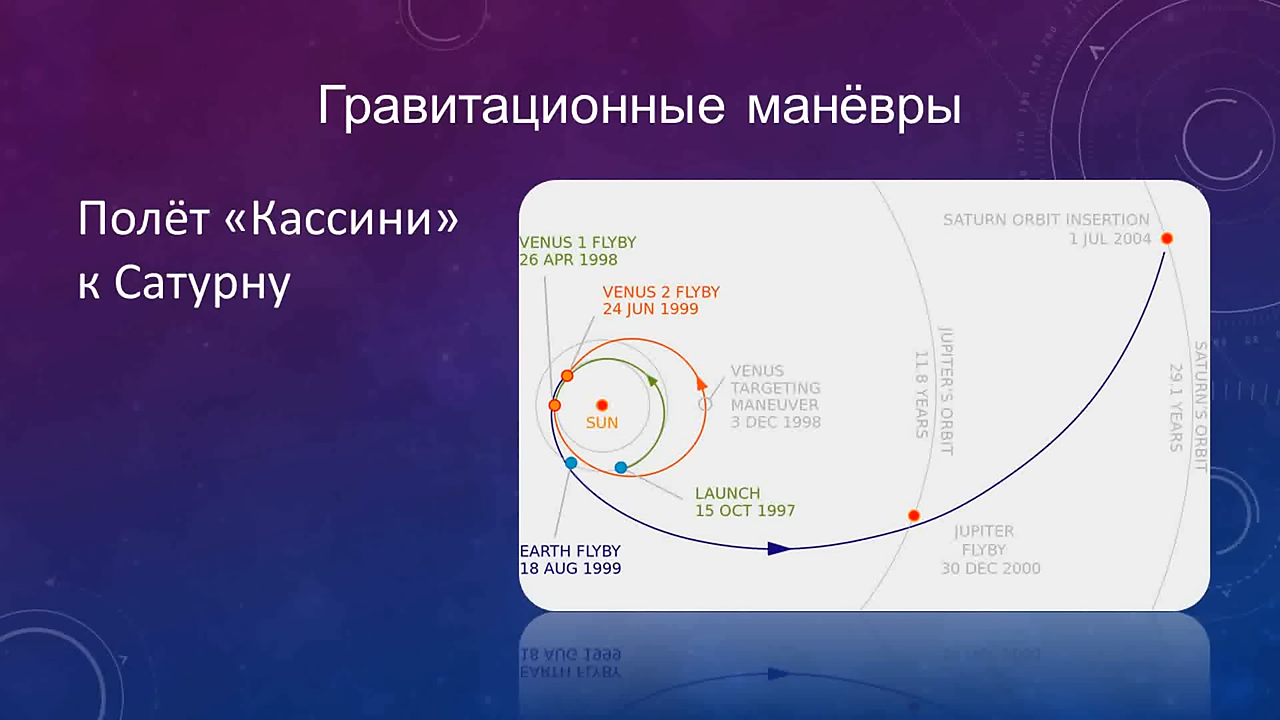 Гравитационные манёвры
Полёт «Кассини»
к Сатурну
VENUS 1 FLYBY
26 APR 1998
VENUS 2 FLYBY
24 JUN 1999
SUN
VENUS
TARGETING
MANEUVER
3 DEC 1998
LAUNCH
15 OCT 1997
EARTH FLYBY
18 AUG 1999
JUPITER'S ORBIT
11.8 YEARS
JUPITER
FLYBY
30 DEC 2000
SATURN ORBIT INSERTION
1 JUL 2004
SATURN'S ORBIT
29.1 YEARS